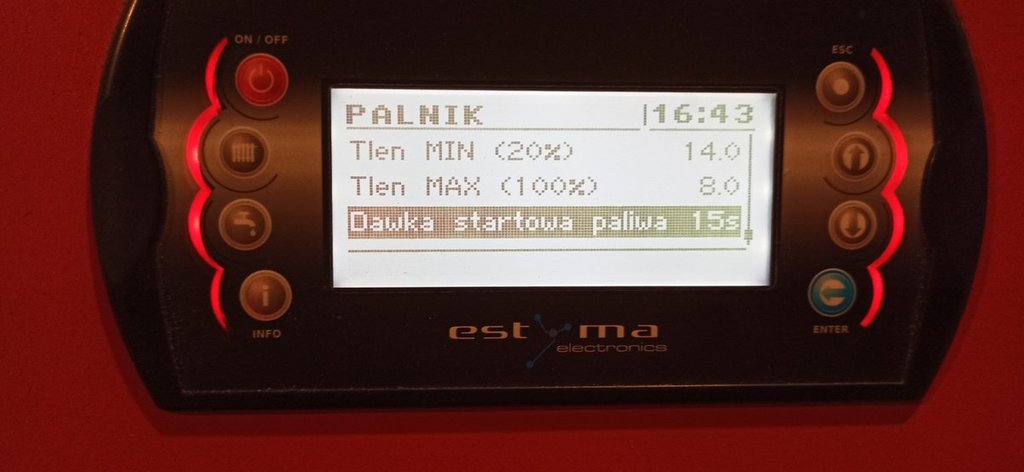 ON / OFF
ESC
PALNIK 16:43
Tlen MIN (20%) 14.0
Tlen MAX (100%) 8.0
Dawka startowa paliwa 15s
INFO
ENTER
estyma
electronics